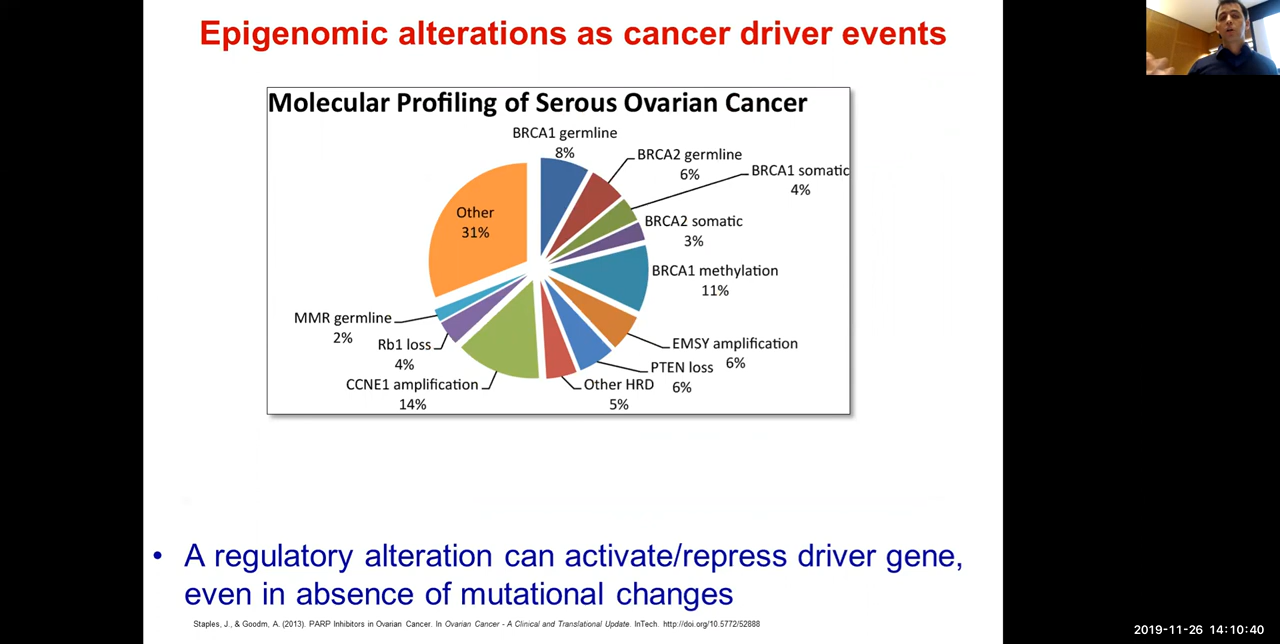 Epigenomic alterations as cancer driver events
Molecular Profiling of Serous Ovarian Cancer
BRCA1 germline
8%
BRCA2 germline
6%
BRCA1 somatic
4%
BRCA2 somatic
3%
BRCA1 methylation
11%
EMSY amplification
6%
PTEN loss
6%
Other HRD
5%
CCNE1 amplification
14%
Rb1 loss
4%
MMR germline
2%
Other
31%
• A regulatory alteration can activate/repress driver gene,
even in absence of mutational changes
Staples, J., & Goodm, A. (2013). PARP Inhibitors in Ovarian Cancer. In Ovarian Cancer - A Clinical and Translational Update. InTech. http://doi.org/10.5772/52888
2019-11-26 14:10:40